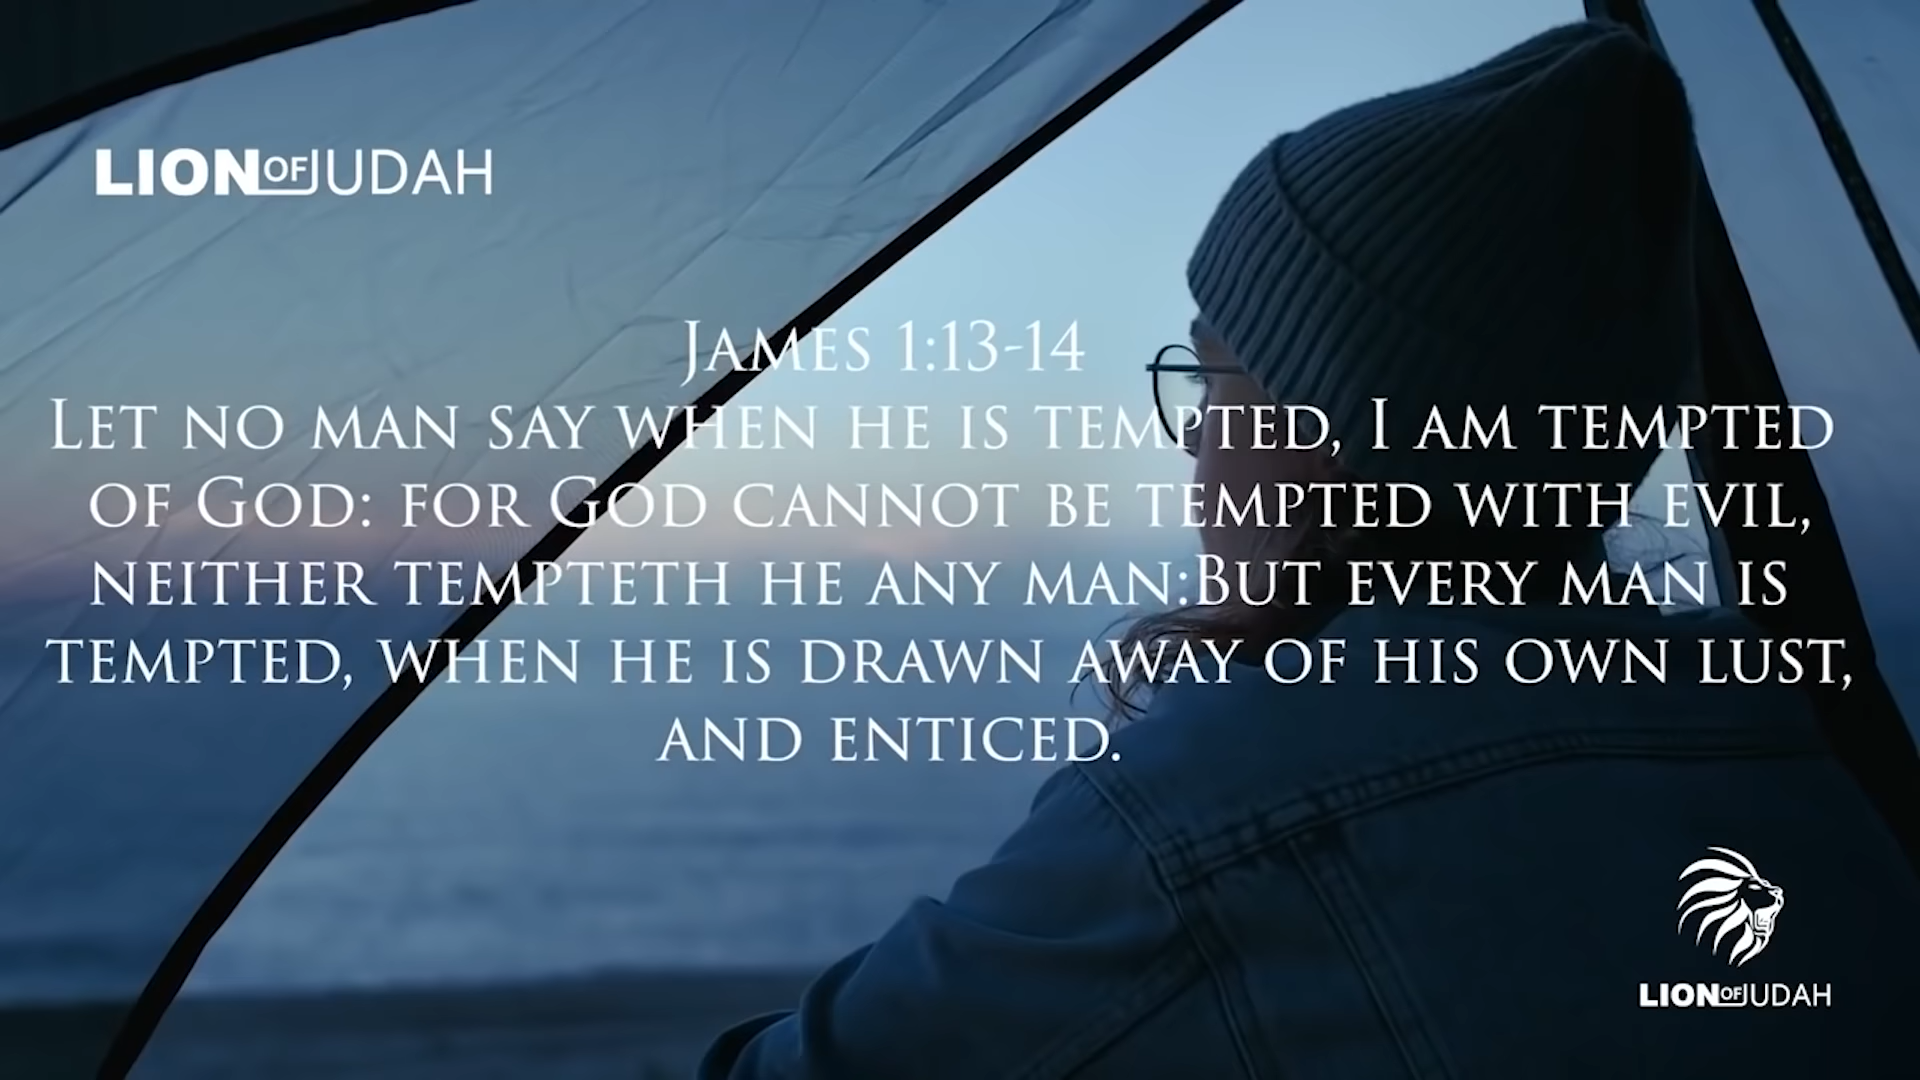 LION OF JUDAH
James 1:13-14
Let no man say when he is tempted, I am tempted
of God: for God cannot be tempted with evil,
neither tempteth he any man:But every man is
tempted, when he is drawn away of his own lust,
and enticed.
LION OF JUDAH